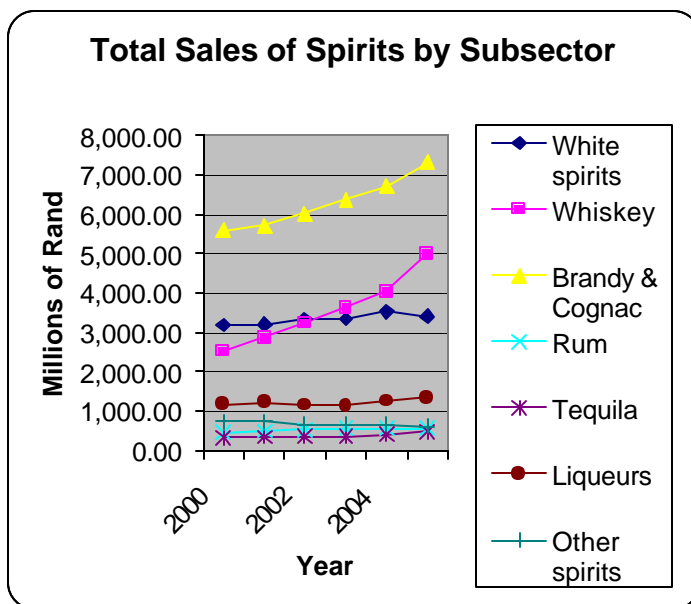 Total Sales of Spirits by Subsector
8,000.00
7,000.00
6,000.00
5,000.00
4,000.00
3,000.00
2,000.00
1,000.00
0.00
Millions of Rand
2000
2002
2004
Year
White
spirits
Whiskey
Brandy &
Cognac
Rum
Tequila
Liqueurs
Other
spirits